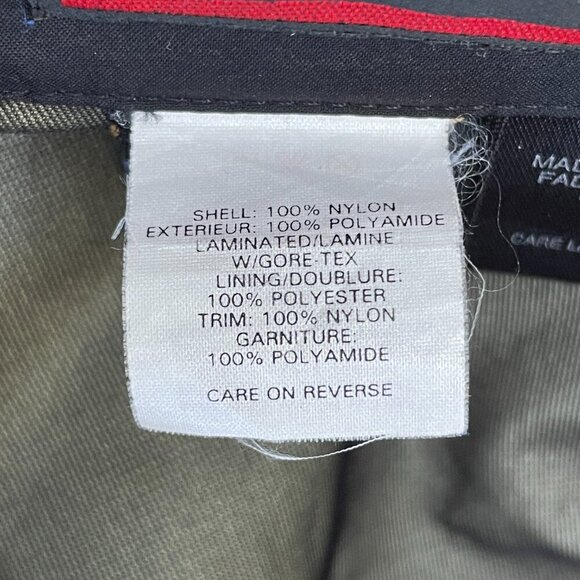 SHELL: 100% NYLON
EXTERIEUR: 100% POLYAMIDE
LAMINATED/LAMINE
W/GORE-TEX
LINING/DOUBLURE:
100% POLYESTER
TRIM: 100% NYLON
GARNITURE:
100% POLYAMIDE
CARE ON REVERSE
CARE